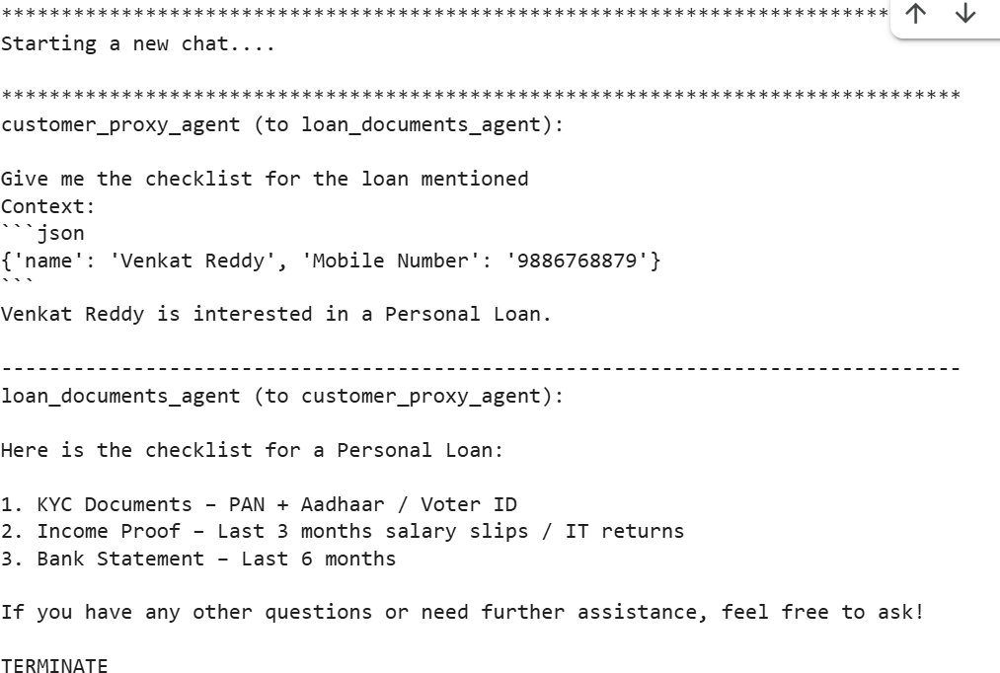 ********************************************************************************
Starting a new chat....
********************************************************************************
customer_proxy_agent (to loan_documents_agent):
Give me the checklist for the loan mentioned
Context:
```json
{'name': 'Venkat Reddy', 'Mobile Number': '9886768879'}
```
Venkat Reddy is interested in a Personal Loan.
--------------------------------------------------------------------------------
loan_documents_agent (to customer_proxy_agent):
Here is the checklist for a Personal Loan:
1. KYC Documents – PAN + Aadhaar / Voter ID
2. Income Proof – Last 3 months salary slips / IT returns
3. Bank Statement – Last 6 months
If you have any other questions or need further assistance, feel free to ask!
TERMINATE